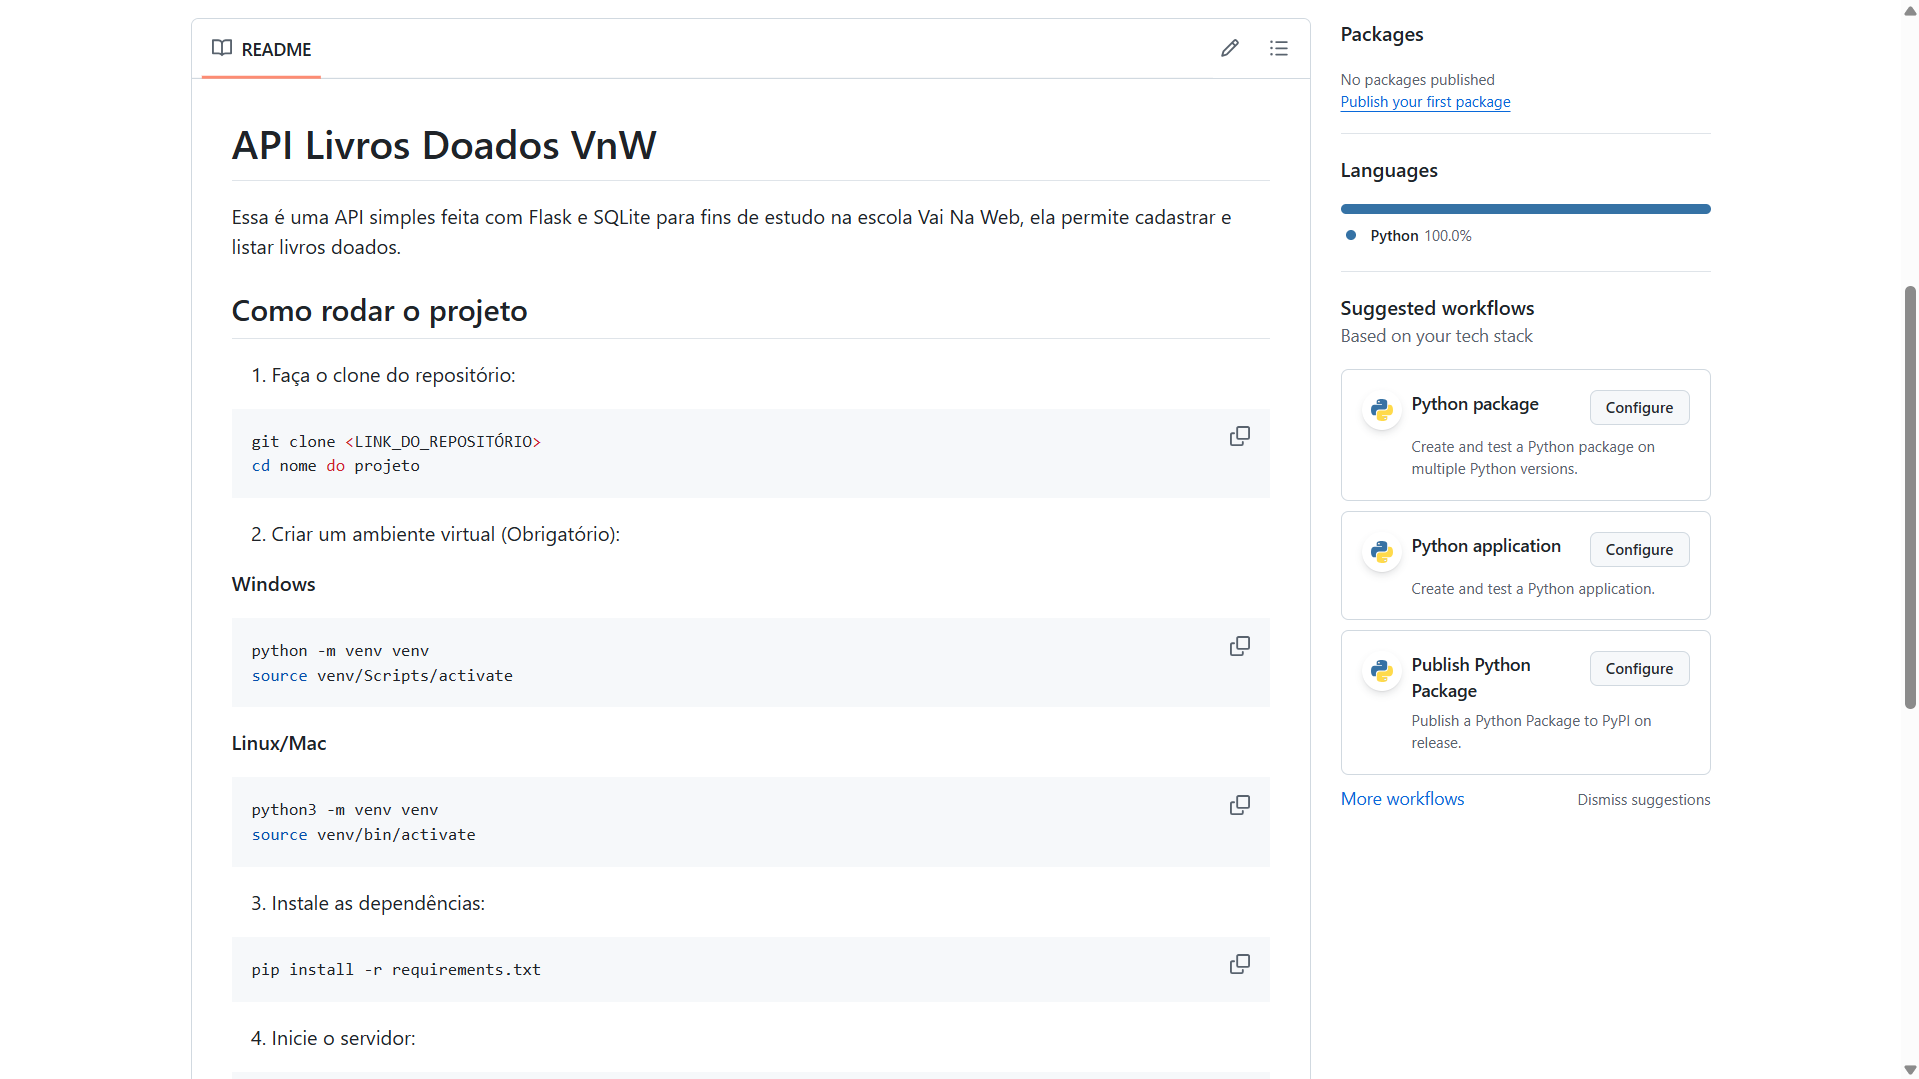 README
API Livros Doados VnW
Essa é uma API simples feita com Flask e SQLite para fins de estudo na escola Vai Na Web, ela permite cadastrar e
listar livros doados.
Como rodar o projeto
1. Faça o clone do repositório:
git clone <LINK_DO_REPOSITÓRIO>
cd nome do projeto
2. Criar um ambiente virtual (Obrigatório):
Windows
python -m venv venv
source venv/Scripts/activate
Linux/Mac
python3 -m venv venv
source venv/bin/activate
3. Instale as dependências:
pip install -r requirements.txt
4. Inicie o servidor:
Packages
No packages published
Publish your first package
Languages
Python 100.0%
Suggested workflows
Based on your tech stack
Python package
Configure
Create and test a Python package on
multiple Python versions.
Python application
Configure
Create and test a Python application.
Publish Python
Package
Configure
Publish a Python Package to PyPI on
release.
More workflows
Dismiss suggestions